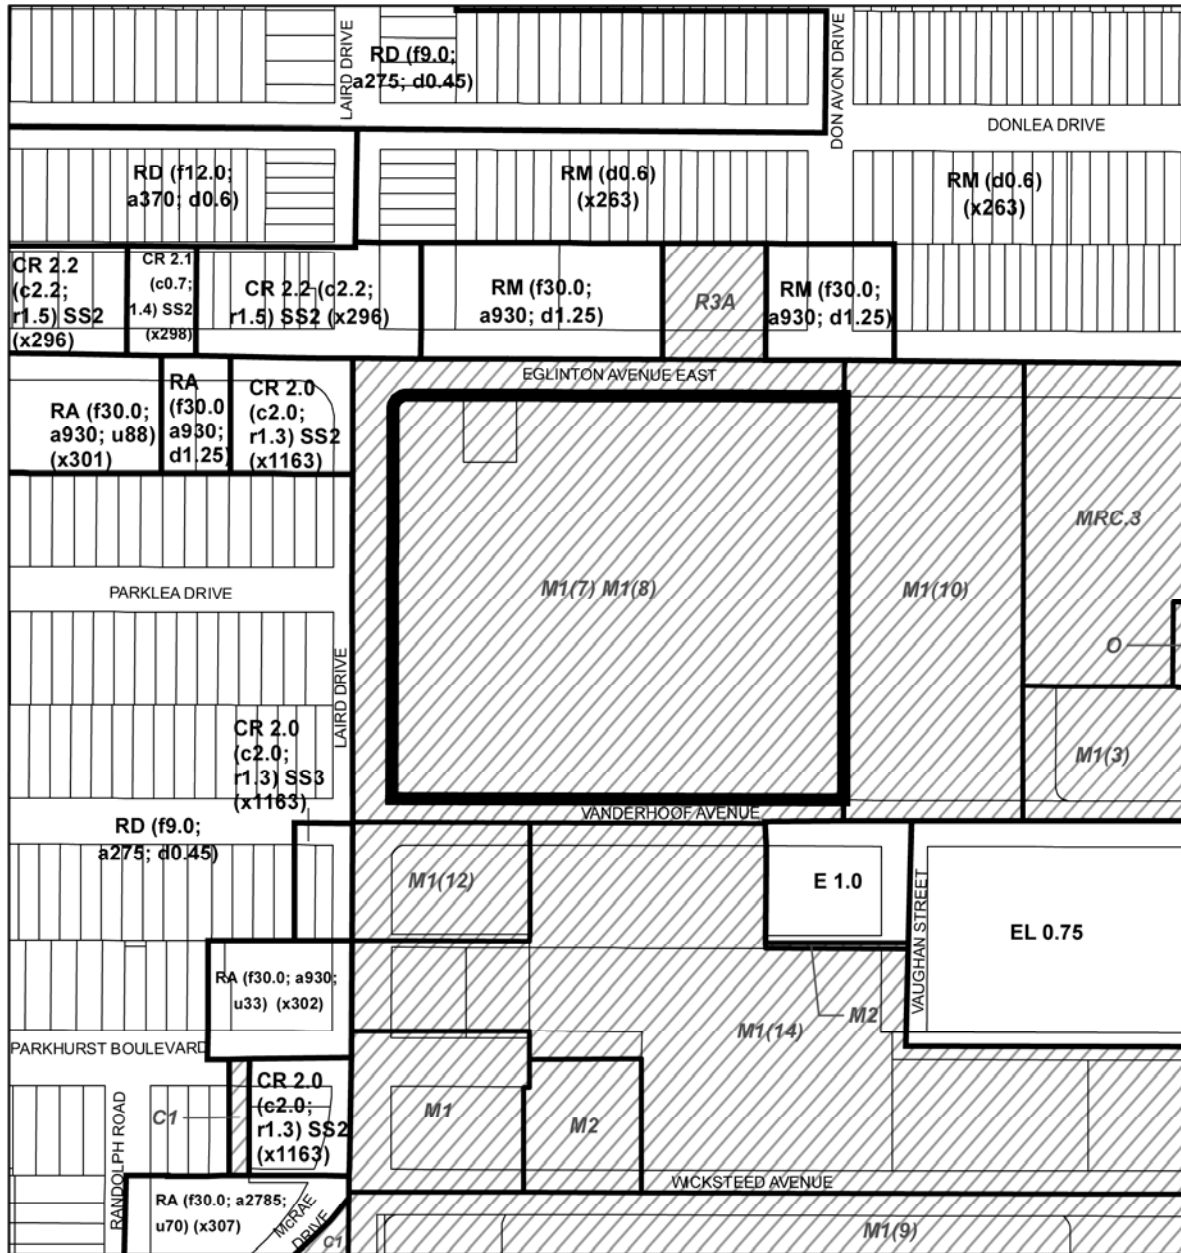 LAIRD DRIVE
RD (f9.0;
a275; d0.45)
DON AVON DRIVE
DONLEA DRIVE
RD (f12.0;
a370; d0.6)
RM (d0.6)
(x263)
RM (d0.6)
(x263)
CR 2.2
(c2.2;
r1.5) SS2
(x296)
CR 2.1
(c0.7;
r1.4) SS2
(x298)
CR 2.2 (c2.2;
r1.5) SS2 (x296)
RM (f30.0;
a930; d1.25)
R3A
RM (f30.0;
a930; d1.25)
EGLINTON AVENUE EAST
RA (f30.0;
a930; u88)
(x301)
RA
(f30.0
a930;
d1.25)
CR 2.0
(c2.0;
r1.3) SS2
(x1163)
MRC.3
PARKLEA DRIVE
M1(7) M1(8)
M1(10)
O
LAIRD DRIVE
CR 2.0
(c2.0;
r1.3) SS3
(x1163)
M1(3)
VANDERHOOF AVENUE
RD (f9.0;
a275; d0.45)
M1(12)
E 1.0
VAUGHAN STREET
EL 0.75
RA (f30.0; a930;
u33) (x302)
M2
M1(14)
PARKHURST BOULEVARD
RANDOLPH ROAD
C1
CR 2.0
(c2.0;
r1.3) SS2
(x1163)
M1
M2
WICKSTEED AVENUE
RA (f30.0; a2785;
u70) (x307)
McRAE
DRIVE
C1
M1(9)